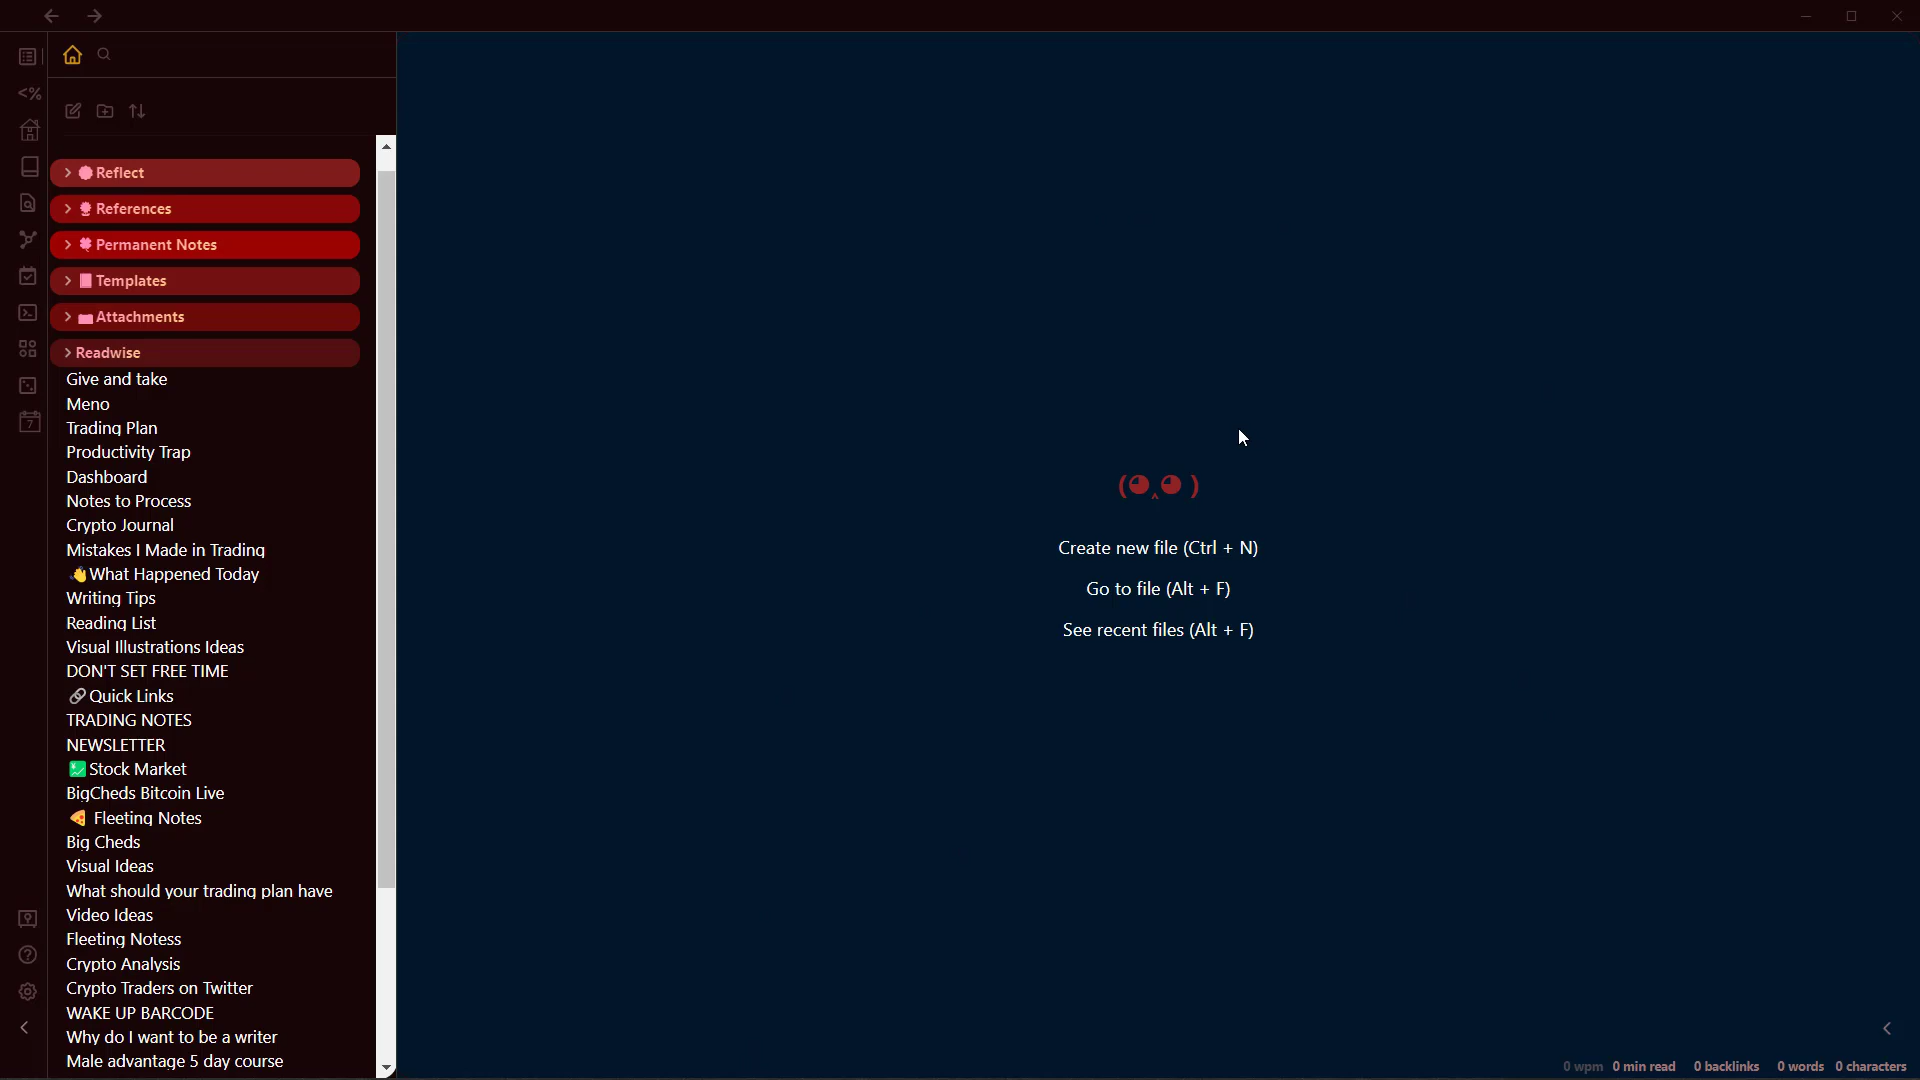 Reflect
References
Permanent Notes
Templates
Attachments
Readwise
Give and take
Meno
Trading Plan
Productivity Trap
Dashboard
Notes to Process
Crypto Journal
Mistakes I Made in Trading
👋What Happened Today
Writing Tips
Reading List
Visual Illustrations Ideas
DON'T SET FREE TIME
🔗Quick Links
TRADING NOTES
NEWSLETTER
💹Stock Market
BigCheds Bitcoin Live
🍕 Fleeting Notes
Big Cheds
Visual Ideas
What should your trading plan have
Video Ideas
Fleeting Notess
Crypto Analysis
Crypto Traders on Twitter
WAKE UP BARCODE
Why do I want to be a writer
Male advantage 5 day course
<%
7
(◕‸◕ )
Create new file (Ctrl + N)
Go to file (Alt + F)
See recent files (Alt + F)
0 wpm 0 min read 0 backlinks 0 words 0 characters